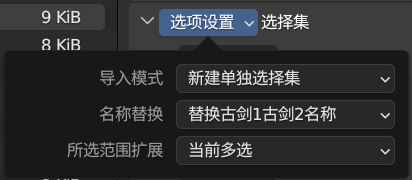 9 KiB
选项设置 选择集
8 KiB
导入模式 新建单独选择集
名称替换 替换古剑1古剑2名称
所选范围扩展 当前多选